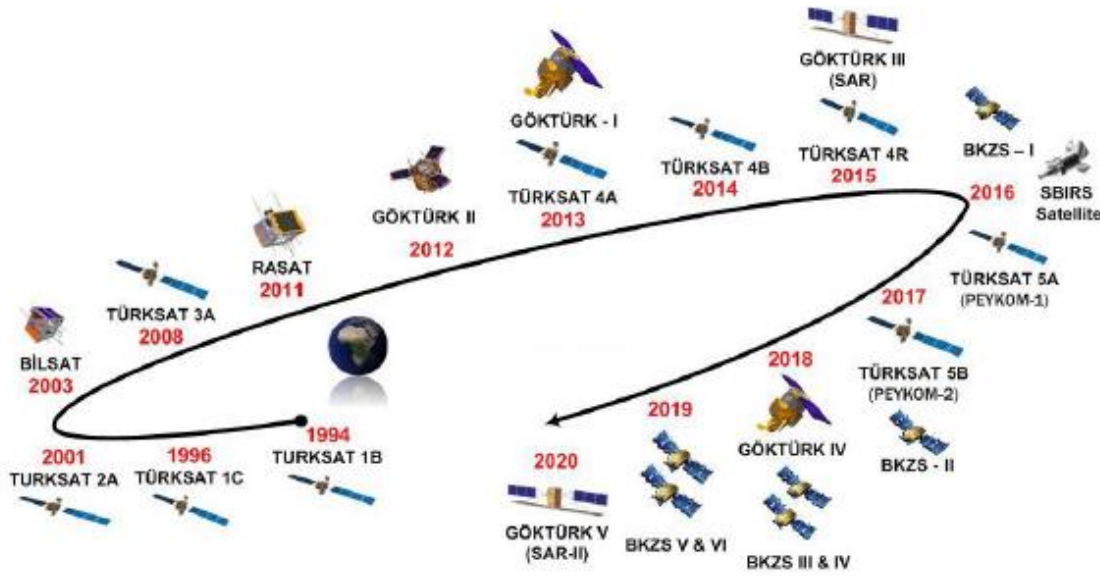 1994
TURKSAT 1B
1996
TÜRKSAT 1C
2001
TURKSAT 2A
BİLSAT
2003
TÜRKSAT 3A
2008
RASAT
2011
GÖKTÜRK II
2012
GÖKTÜRK - I
TÜRKSAT 4A
2013
TÜRKSAT 4B
2014
GÖKTÜRK III
(SAR)
TÜRKSAT 4R
2015
BKZS – I
2016
SBIRS
Satellite
TÜRKSAT 5A
(PEYKOM-1)
2017
TÜRKSAT 5B
(PEYKOM-2)
BKZS - II
2018
GÖKTÜRK IV
BKZS III & IV
2019
BKZS V & VI
2020
GÖKTÜRK V
(SAR-II)